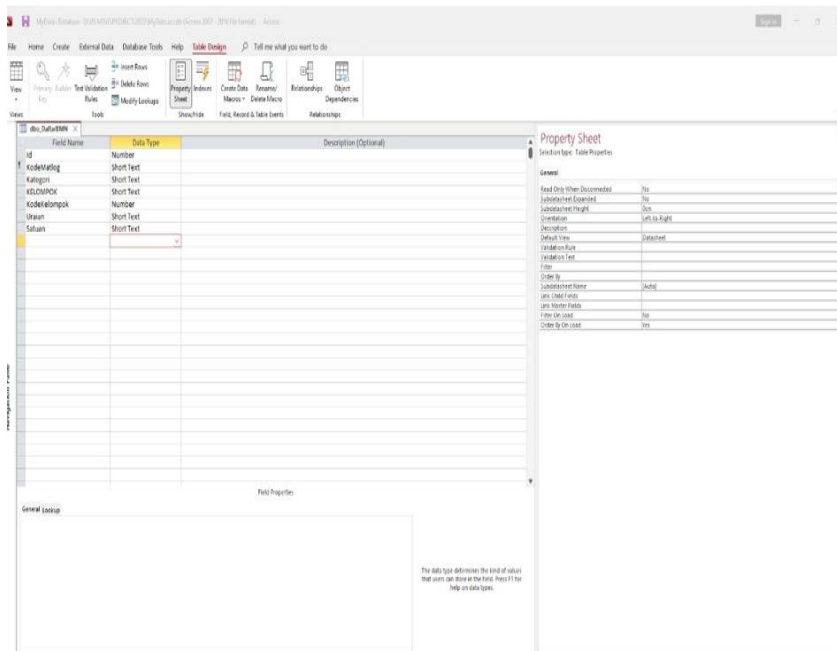 Sign in
File Home Create External Data Database Tools Help Table Design Tell me what you want to do
View
Primary Key
Builder
Test Validation Rules
Insert Rows
Delete Rows
Modify Lookups
Property Sheet
Indexes
Create Data Macros
Rename/ Delete Macro
Relationships
Object Dependencies
Views Tools Show/Hide Field, Record & Table Events Relationships
dbo_DaftarBMN
Field Name Data Type Description (Optional)
Id Number
KodeMatlog Short Text
Kategori Short Text
KELOMPOK Short Text
KodeKelompok Number
Uraian Short Text
Satuan Short Text
Field Properties
General Lookup
The data type determines the kind of values
that users can store in the field. Press F1 for
help on data types.
Property Sheet
Selection type: Table Properties
General
Read Only When Disconnected No
Subdatasheet Expanded No
Subdatasheet Height 0cm
Orientation Left-to-Right
Description
Default View Datasheet
Validation Rule
Validation Text
Filter
Order By
Subdatasheet Name [Auto]
Link Child Fields
Link Master Fields
Filter On Load No
Order By On Load Yes